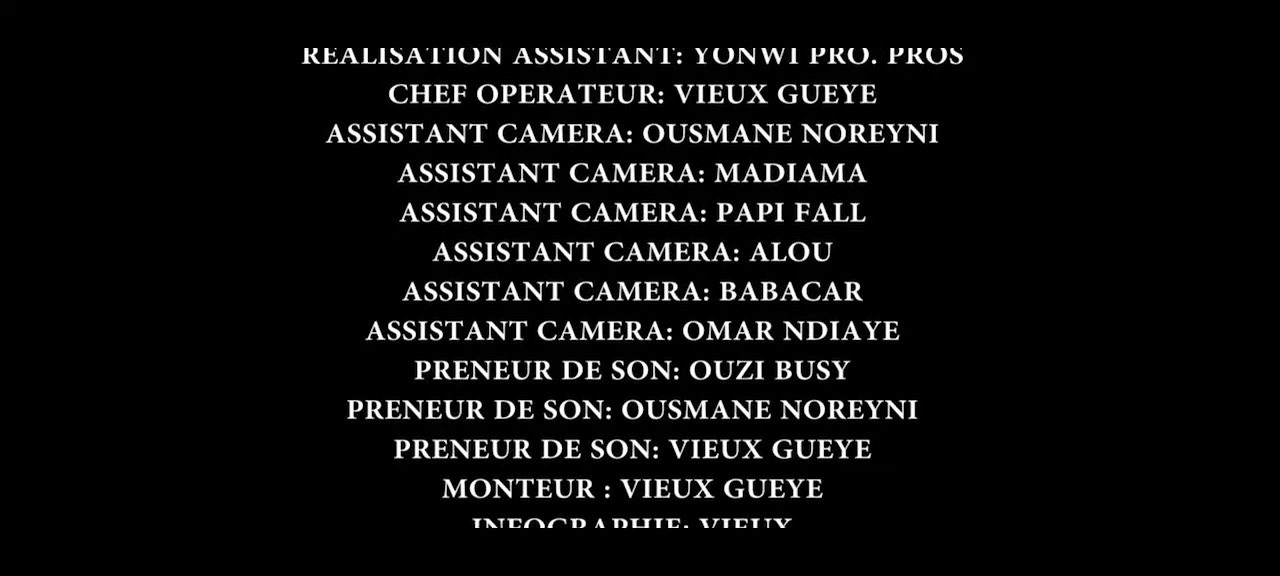 REALISATION ASSISTANT: YONWI PRO. PROS
CHEF OPERATEUR: VIEUX GUEYE
ASSISTANT CAMERA: OUSMANE NOREYNI
ASSISTANT CAMERA: MADIAMA
ASSISTANT CAMERA: PAPI FALL
ASSISTANT CAMERA: ALOU
ASSISTANT CAMERA: BABACAR
ASSISTANT CAMERA: OMAR NDIAYE
PRENEUR DE SON: OUZI BUSY
PRENEUR DE SON: OUSMANE NOREYNI
PRENEUR DE SON: VIEUX GUEYE
MONTEUR : VIEUX GUEYE
INFOGRAPHIE: VIEUX